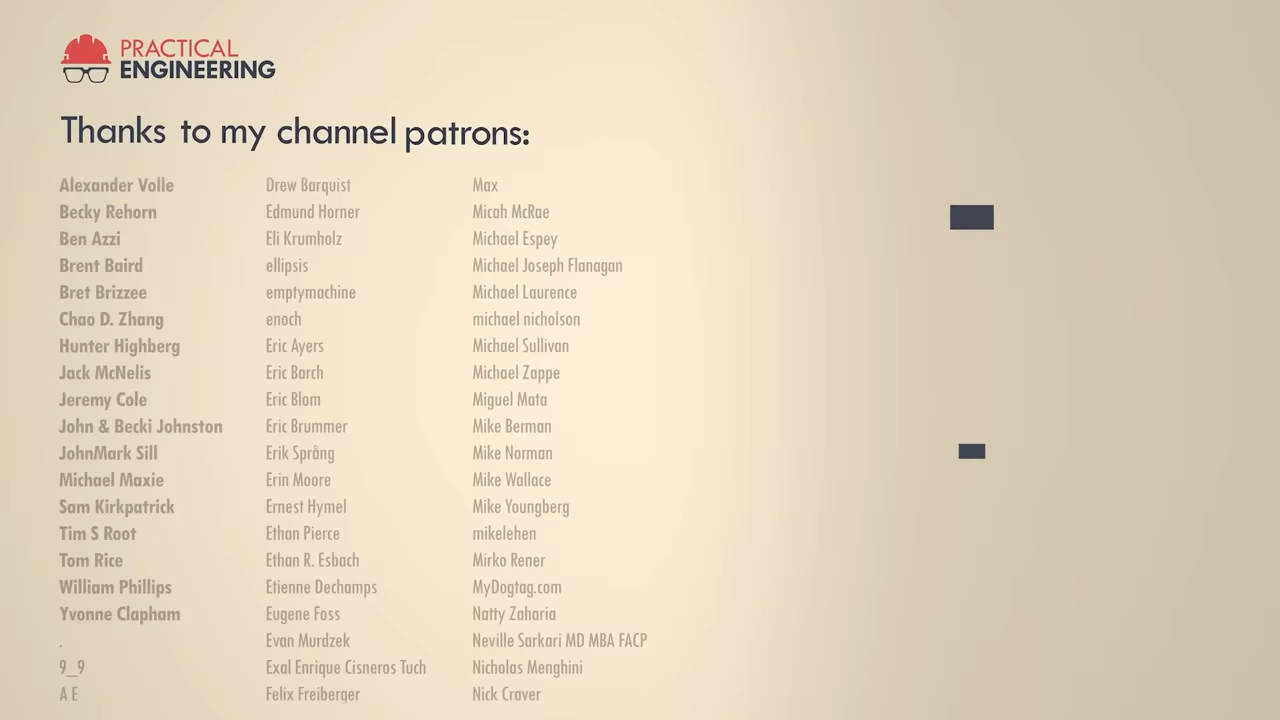 PRACTICAL
ENGINEERING
Thanks to my channel patrons:
Alexander Volle
Becky Rehorn
Ben Azzi
Brent Baird
Bret Brizzee
Chao D. Zhang
Hunter Highberg
Jack McNelis
Jeremy Cole
John & Becki Johnston
JohnMark Sill
Michael Maxie
Sam Kirkpatrick
Tim S Root
Tom Rice
William Phillips
Yvonne Clapham
.
9_9
A E
Drew Barquist
Edmund Horner
Eli Krumholz
ellipsis
emptymachine
enoch
Eric Ayers
Eric Barch
Eric Blom
Eric Brummer
Erik Språng
Erin Moore
Ernest Hymel
Ethan Pierce
Ethan R. Esbach
Etienne Dechamps
Eugene Foss
Evan Murdzek
Exal Enrique Cisneros Tuch
Felix Freiberger
Max
Micah McRae
Michael Espey
Michael Joseph Flanagan
Michael Laurence
michael nicholson
Michael Sullivan
Michael Zappe
Miguel Mata
Mike Berman
Mike Norman
Mike Wallace
Mike Youngberg
mikelehen
Mirko Rener
MyDogtag.com
Natty Zaharia
Neville Sarkari MD MBA FACP
Nicholas Menghini
Nick Craver